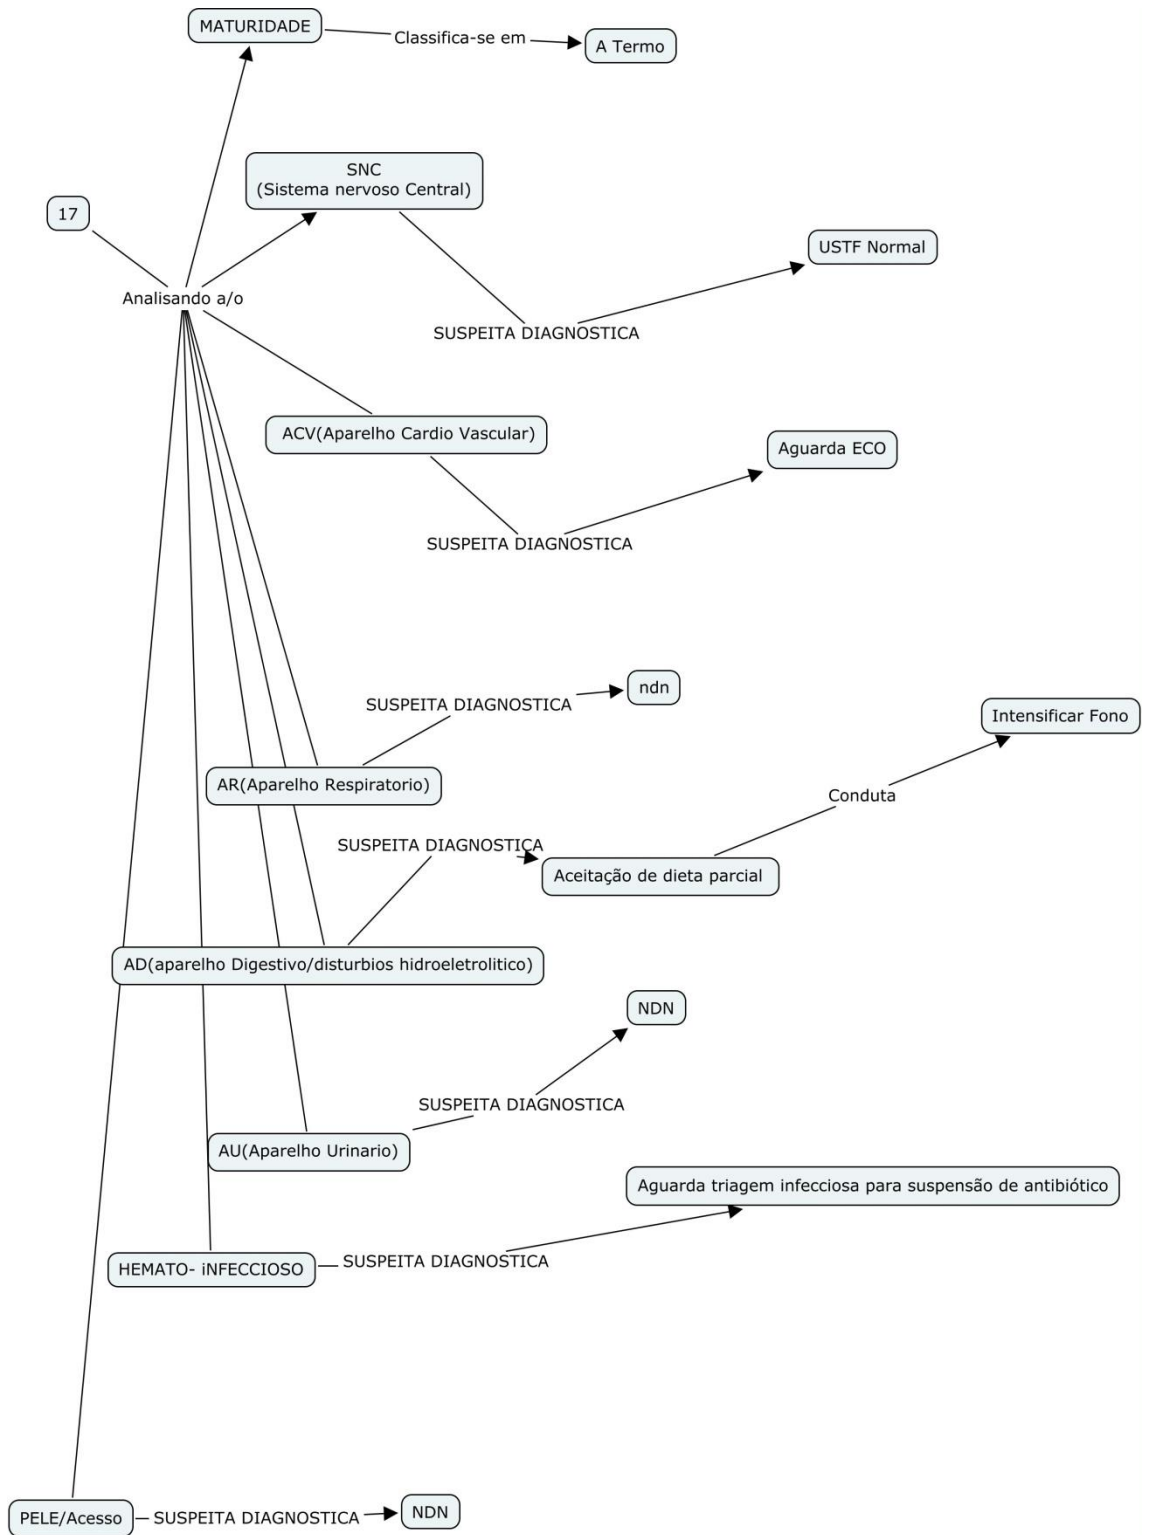 MATURIDADE
Classifica-se em
A Termo
SNC
(Sistema nervoso Central)
17
USTF Normal
Analisando a/o
SUSPEITA DIAGNOSTICA
ACV(Aparelho Cardio Vascular)
Aguarda ECO
SUSPEITA DIAGNOSTICA
ndn
SUSPEITA DIAGNOSTICA
Intensificar Fono
AR(Aparelho Respiratorio)
Conduta
SUSPEITA DIAGNOSTICA
Aceitação de dieta parcial
AD(aparelho Digestivo/disturbios hidroeletrolitico)
NDN
SUSPEITA DIAGNOSTICA
AU(Aparelho Urinario)
Aguarda triagem infecciosa para suspensão de antibiótico
HEMATO- iNFECCIOSO
SUSPEITA DIAGNOSTICA
PELE/Acesso
SUSPEITA DIAGNOSTICA
NDN